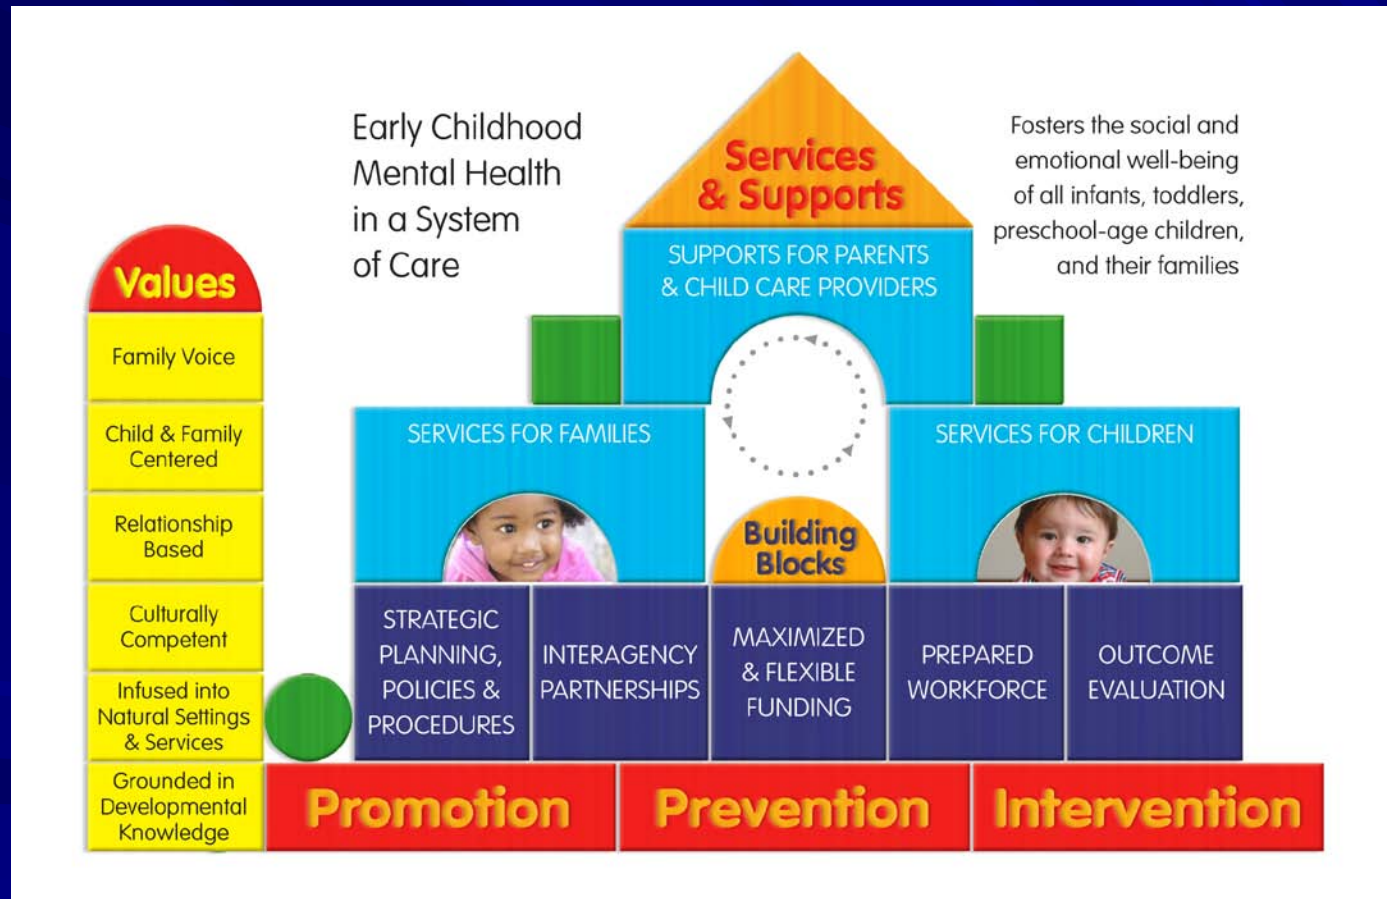 Early Childhood
Mental Health
in a System
of Care
Fosters the social and
emotional well-being
of all infants, toddlers,
preschool-age children,
and their families
Values
Family Voice
Child & Family
Centered
Relationship
Based
Culturally
Competent
Infused into
Natural Settings
& Services
Grounded in
Developmental
Knowledge
Services
& Supports
SUPPORTS FOR PARENTS
& CHILD CARE PROVIDERS
SERVICES FOR FAMILIES
SERVICES FOR CHILDREN
Building
Blocks
STRATEGIC
PLANNING,
POLICIES &
PROCEDURES
INTERAGENCY
PARTNERSHIPS
MAXIMIZED
& FLEXIBLE
FUNDING
PREPARED
WORKFORCE
OUTCOME
EVALUATION
Promotion
Prevention
Intervention